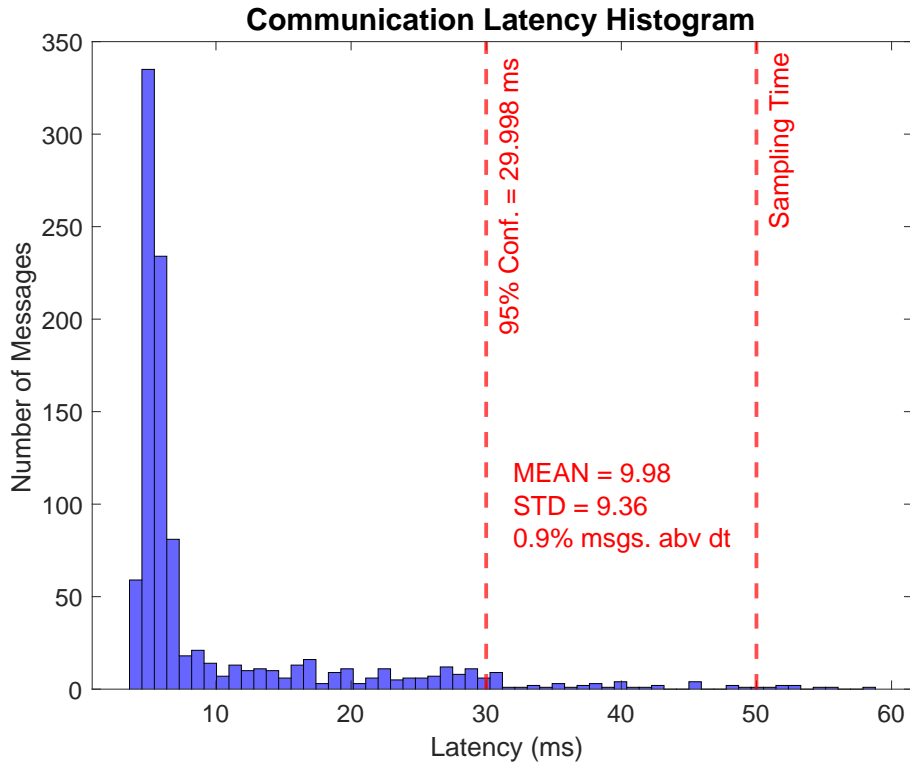 Communication Latency Histogram
350
300
250
200
150
100
50
0
Number of Messages
95% Conf. = 29.998 ms
Sampling Time
MEAN = 9.98
STD = 9.36
0.9% msgs. abv dt
10
20
30
40
50
60
Latency (ms)